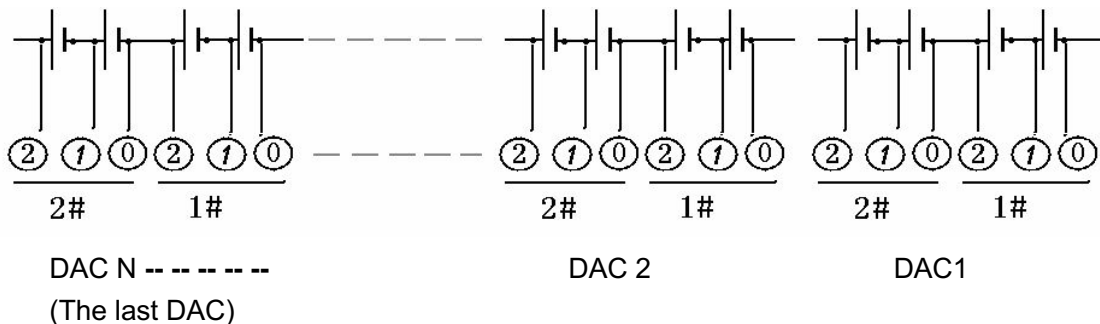 2 1 0 2 1 0 2 1 0 2 1 0 2 1 0 2 1 0
2# 1# 2# 1# 2# 1#
DAC N -- -- -- -- -- DAC 2 DAC1
(The last DAC)